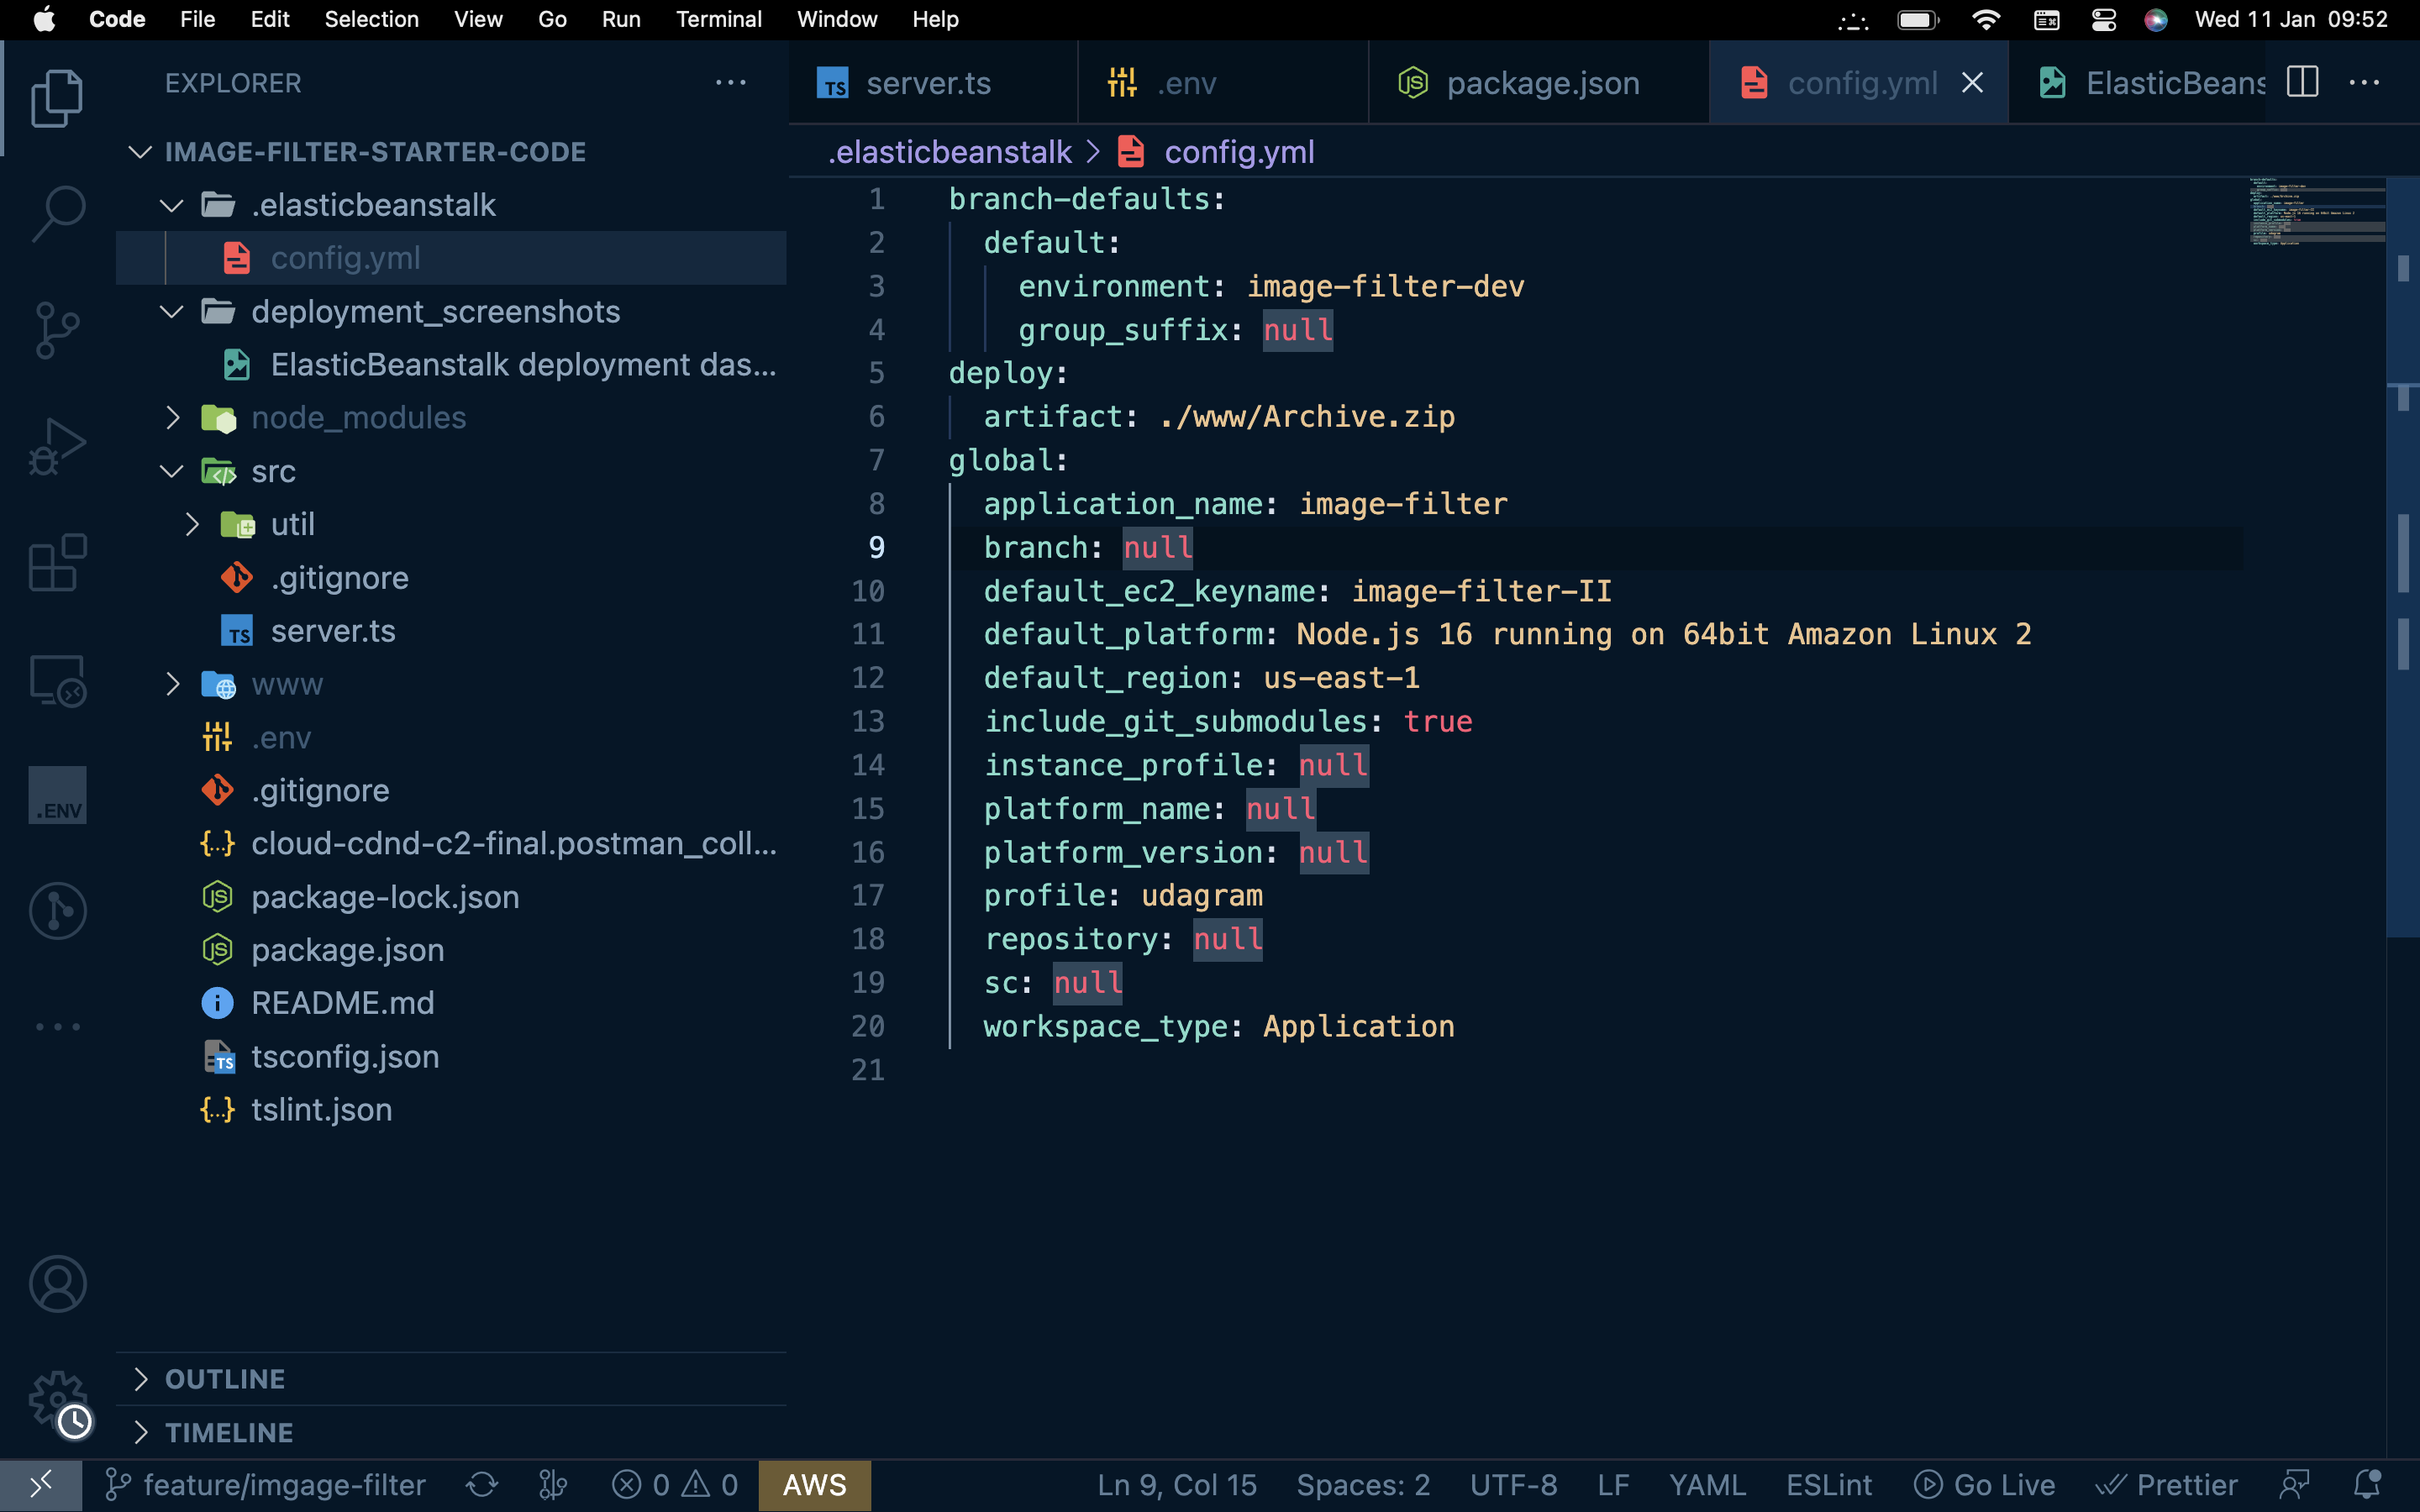 Code File Edit Selection View Go Run Terminal Window Help Wed 11 Jan 09:52
EXPLORER
server.ts .env package.json config.yml ElasticBeans
IMAGE-FILTER-STARTER-CODE
.elasticbeanstalk
config.yml
deployment_screenshots
ElasticBeanstalk deployment das...
node_modules
src
util
.gitignore
server.ts
www
.env
.gitignore
cloud-cdnd-c2-final.postman_coll...
package-lock.json
package.json
README.md
tsconfig.json
tslint.json
.ENV
OUTLINE
TIMELINE
.elasticbeanstalk > config.yml
1 branch-defaults:
2 default:
3 environment: image-filter-dev
4 group_suffix: null
5 deploy:
6 artifact: ./www/Archive.zip
7 global:
8 application_name: image-filter
9 branch: null
10 default_ec2_keyname: image-filter-II
11 default_platform: Node.js 16 running on 64bit Amazon Linux 2
12 default_region: us-east-1
13 include_git_submodules: true
14 instance_profile: null
15 platform_name: null
16 platform_version: null
17 profile: udagram
18 repository: null
19 sc: null
20 workspace_type: Application
21
feature/imgage-filter 0 0 AWS Ln 9, Col 15 Spaces: 2 UTF-8 LF YAML ESLint Go Live Prettier